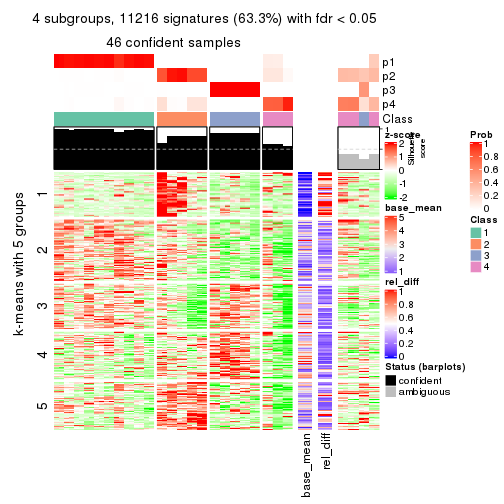 4 subgroups, 11216 signatures (63.3%) with fdr < 0.05
46 confident samples
p1
p2
p3
p4
Class
1
Silhouette
score
z-score
2
1
0
-1
-2
base_mean
5
4
3
2
1
rel_diff
1
0.8
0.6
0.4
0.2
0
Status (barplots)
confident
ambiguous
Prob
1
0.8
0.6
0.4
0.2
0
Class
1
2
3
4
k-means with 5 groups
1
2
3
4
5
base_mean
rel_diff